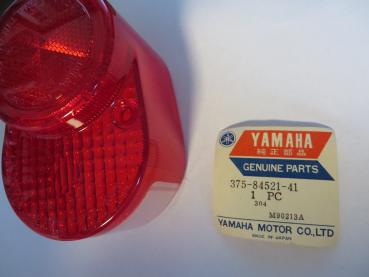 YAMAHA
純正部品
GENUINE PARTS
375-84521-41
1 PC
304
M90213A
YAMAHA MOTOR CO.,LTD
MADE IN JAPAN